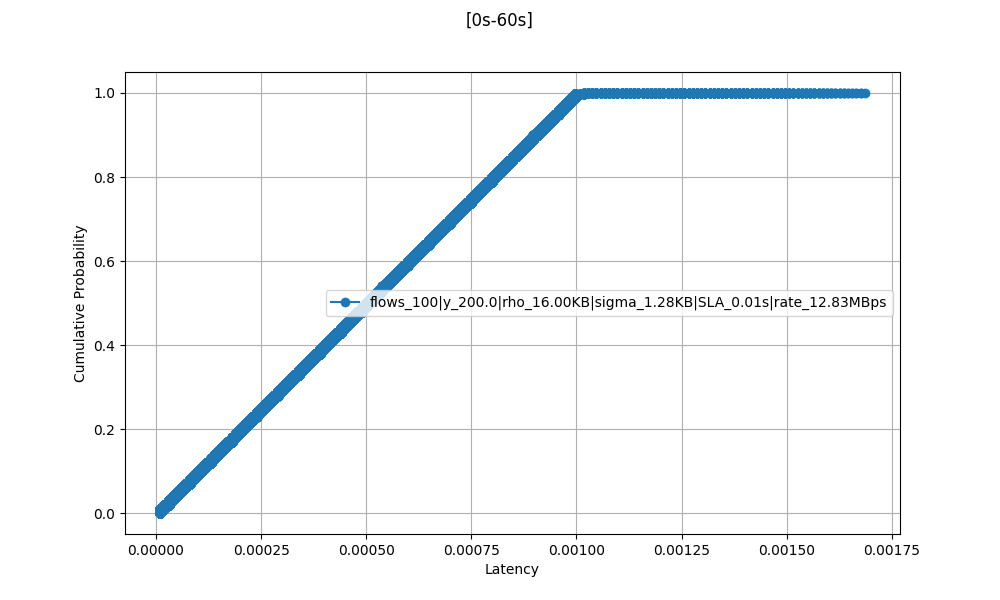 [0s-60s]
1.0
0.8
0.6
0.4
0.2
0.0
Cumulative Probability
flows_100|y_200.0|rho_16.00KB|sigma_1.28KB|SLA_0.01s|rate_12.83MBps
0.00000 0.00025 0.00050 0.00075 0.00100 0.00125 0.00150 0.00175
Latency